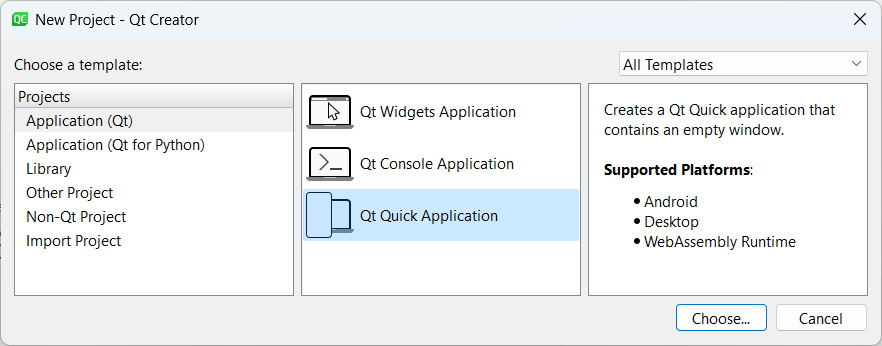 QC New Project - Qt Creator
Choose a template:
All Templates
Projects
Application (Qt)
Application (Qt for Python)
Library
Other Project
Non-Qt Project
Import Project
Qt Widgets Application
Qt Console Application
Qt Quick Application
Creates a Qt Quick application that
contains an empty window.
Supported Platforms:
• Android
• Desktop
• WebAssembly Runtime
Choose...
Cancel